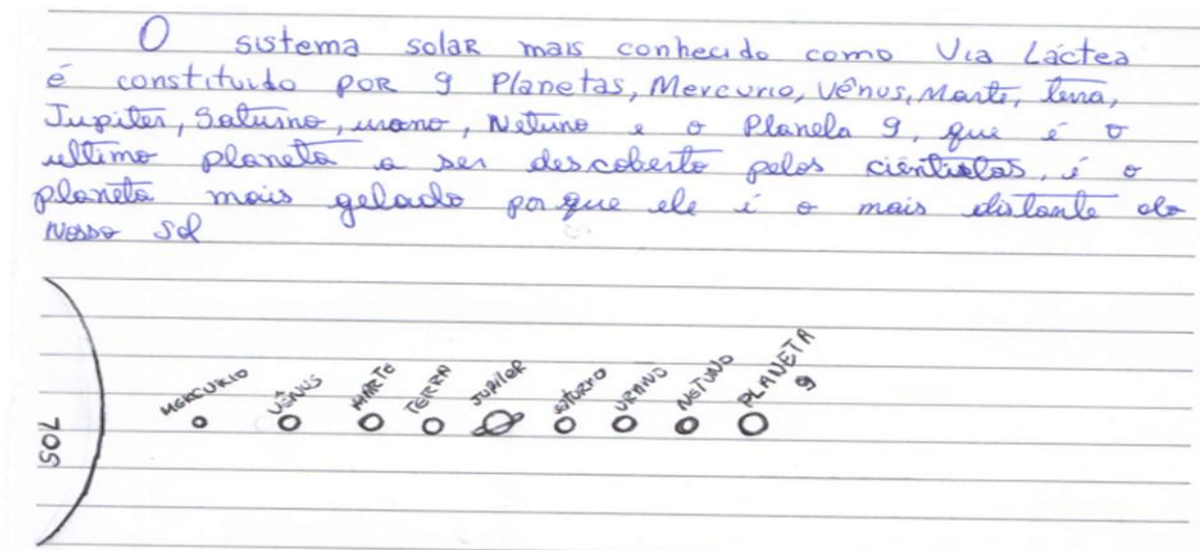 O sistema solar mais conhecido como Via Láctea
é constituido por 9 Planetas, Mercurio, Vênus, Marte, terra,
Jupiter, Saturno, urano, Netuno e o Planeta 9, que é o
ultimo planeta a ser descoberto pelos cientistas, é o
planeta mais gelado porque ele é o mais distante do
Nosso sol
MERCURIO VÊNUS MARTE TERRA JUPITER SATURNO URANO NETUNO PLANETA 9
SOL